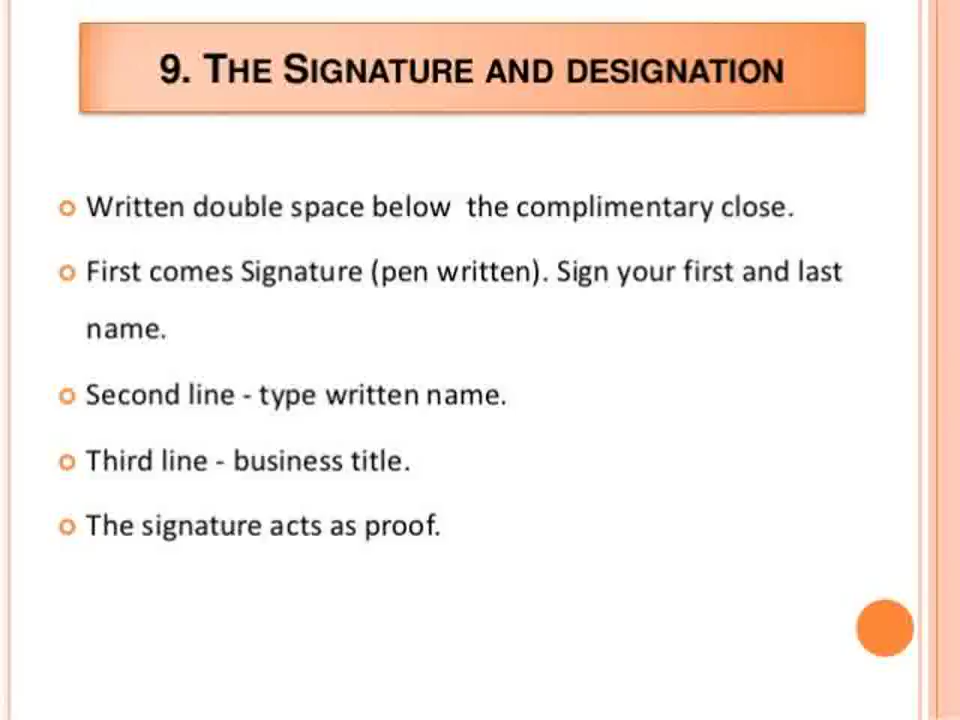 9. THE SIGNATURE AND DESIGNATION
Written double space below  the complimentary close.
First comes Signature (pen written). Sign your first and last
name.
Second line - type written name.
Third line - business title.
The signature acts as proof.